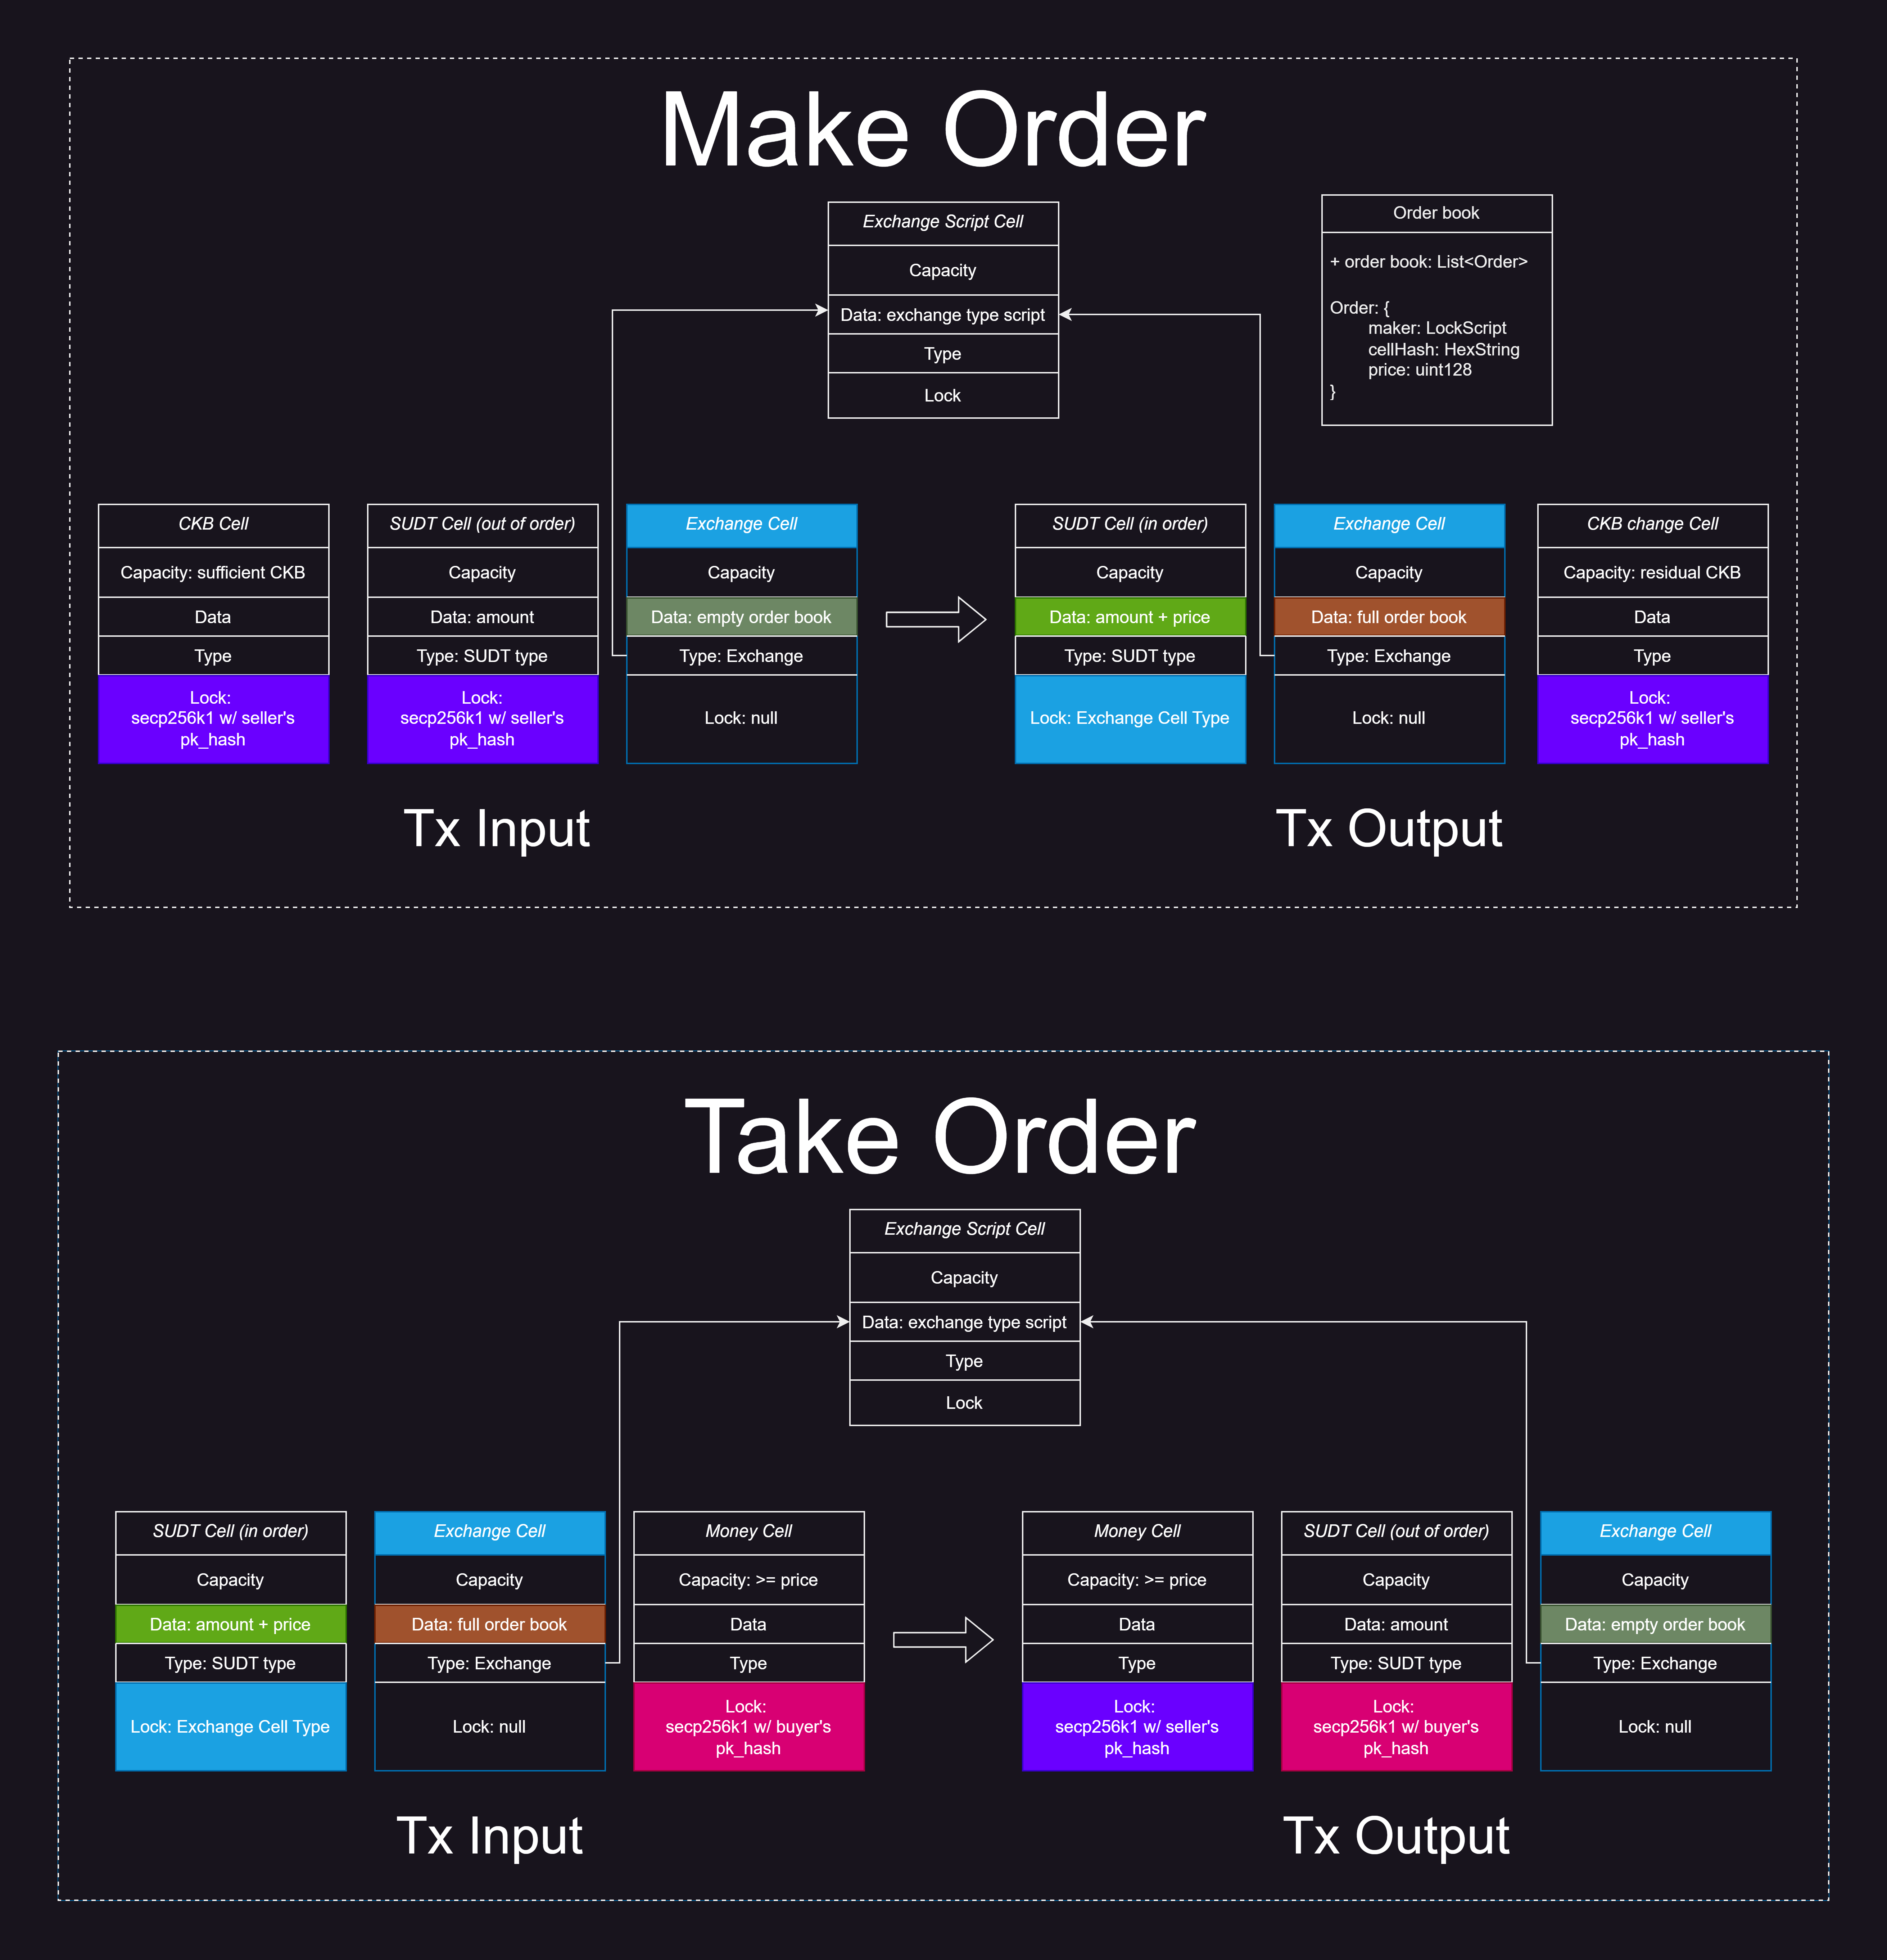 Make Order
Exchange Script Cell
Capacity
Data: exchange type script
Type
Lock
Order book
+ order book: List<Order>
Order: {
maker: LockScript
cellHash: HexString
price: uint128
}
CKB Cell
Capacity: sufficient CKB
Data
Type
Lock:
secp256k1 w/ seller's
pk_hash
SUDT Cell (out of order)
Capacity
Data: amount
Type: SUDT type
Lock:
secp256k1 w/ seller's
pk_hash
Exchange Cell
Capacity
Data: empty order book
Type: Exchange
Lock: null
SUDT Cell (in order)
Capacity
Data: amount + price
Type: SUDT type
Lock: Exchange Cell Type
Exchange Cell
Capacity
Data: full order book
Type: Exchange
Lock: null
CKB change Cell
Capacity: residual CKB
Data
Type
Lock:
secp256k1 w/ seller's
pk_hash
Tx Input
Tx Output
Take Order
Exchange Script Cell
Capacity
Data: exchange type script
Type
Lock
SUDT Cell (in order)
Capacity
Data: amount + price
Type: SUDT type
Lock: Exchange Cell Type
Exchange Cell
Capacity
Data: full order book
Type: Exchange
Lock: null
Money Cell
Capacity: >= price
Data
Type
Lock:
secp256k1 w/ buyer's
pk_hash
Money Cell
Capacity: >= price
Data
Type
Lock:
secp256k1 w/ seller's
pk_hash
SUDT Cell (out of order)
Capacity
Data: amount
Type: SUDT type
Lock:
secp256k1 w/ buyer's
pk_hash
Exchange Cell
Capacity
Data: empty order book
Type: Exchange
Lock: null
Tx Input
Tx Output